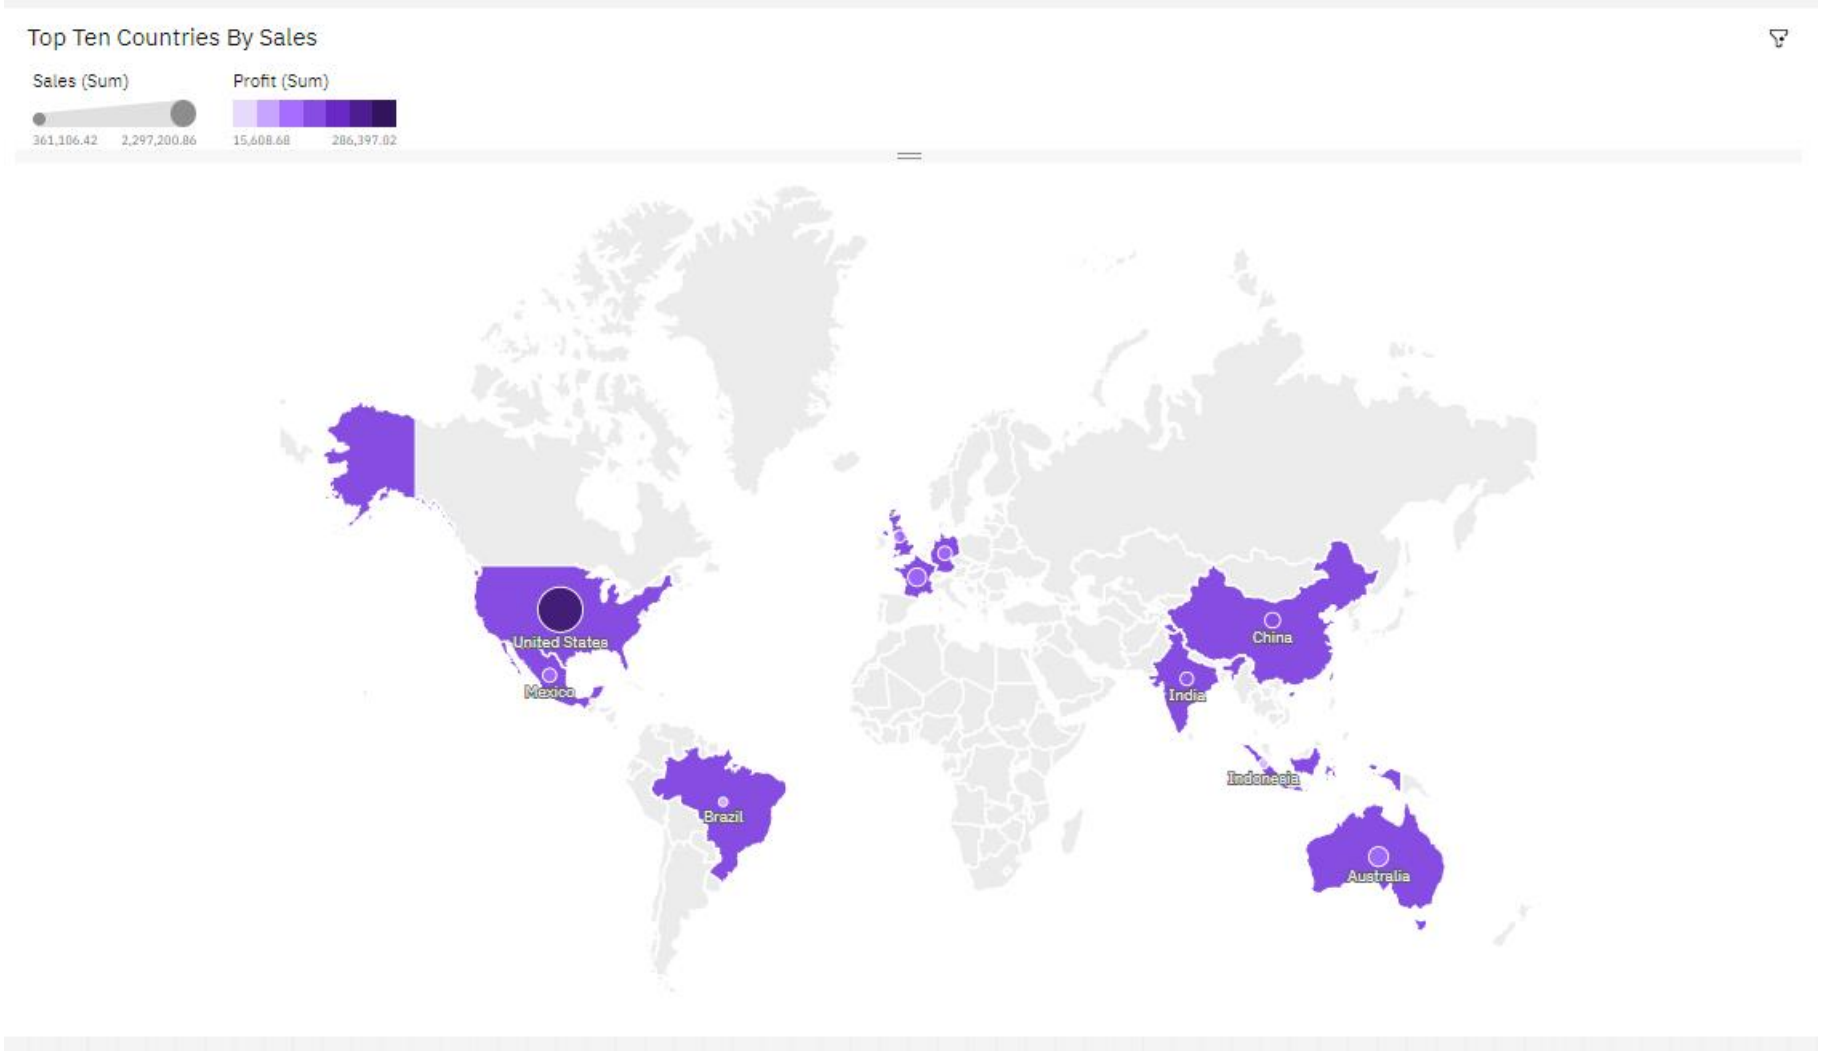 Top Ten Countries By Sales
Sales (Sum)
Profit (Sum)
361,106.42
2,297,200.86
15,608.68
286,397.02
United States
Mexico
China
India
Indonesia
Brazil
Australia